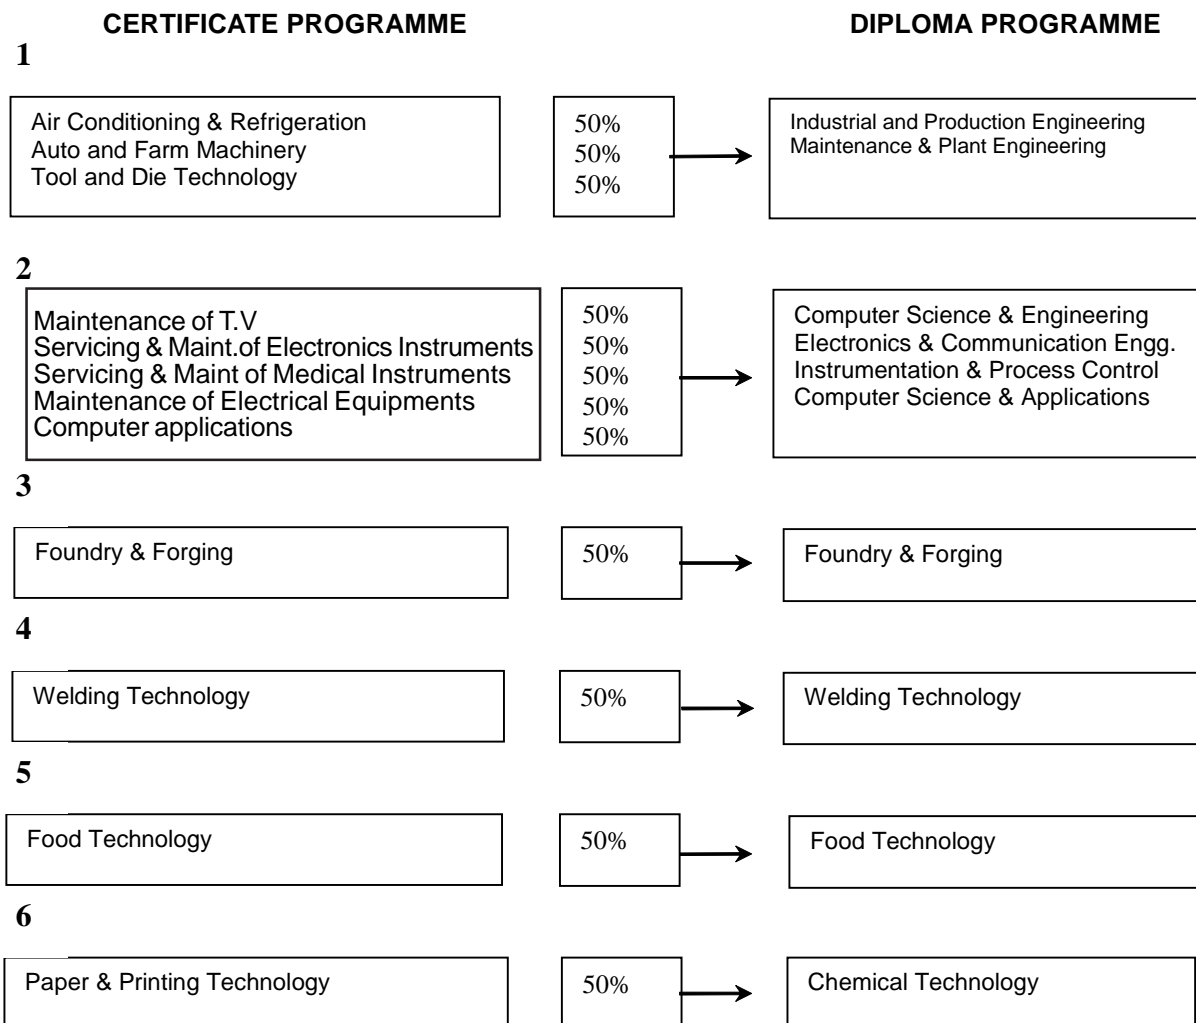 CERTIFICATE PROGRAMME DIPLOMA PROGRAMME
1
Air Conditioning & Refrigeration
Auto and Farm Machinery
Tool and Die Technology
50%
50%
50%
Industrial and Production Engineering
Maintenance & Plant Engineering
2
Maintenance of T.V
Servicing & Maint.of Electronics Instruments
Servicing & Maint of Medical Instruments
Maintenance of Electrical Equipments
Computer applications
50%
50%
50%
50%
50%
Computer Science & Engineering
Electronics & Communication Engg.
Instrumentation & Process Control
Computer Science & Applications
3
Foundry & Forging
50%
Foundry & Forging
4
Welding Technology
50%
Welding Technology
5
Food Technology
50%
Food Technology
6
Paper & Printing Technology
50%
Chemical Technology